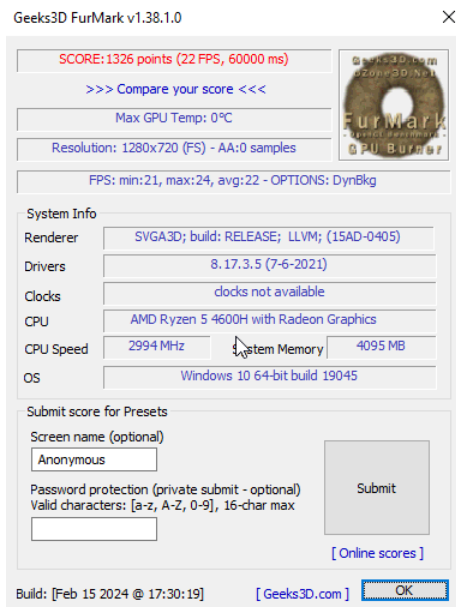 Geeks3D FurMark v1.38.1.0
SCORE:1326 points (22 FPS, 60000 ms)
>>> Compare your score <<<
Max GPU Temp: 0°C
Resolution: 1280x720 (FS) - AA:0 samples
Geeks3D.com
oZone3D.Net
FurMark
- OpenGL Benchmark -
GPU Burner
FPS: min:21, max:24, avg:22 - OPTIONS: DynBkg
System Info
Renderer SVGA3D; build: RELEASE; LLVM; (15AD-0405)
Drivers 8.17.3.5 (7-6-2021)
Clocks clocks not available
CPU AMD Ryzen 5 4600H with Radeon Graphics
CPU Speed 2994 MHz System Memory 4095 MB
OS Windows 10 64-bit build 19045
Submit score for Presets
Screen name (optional)
Anonymous
Password protection (private submit - optional)
Valid characters: [a-z, A-Z, 0-9], 16-char max
Submit
[ Online scores ]
Build: [Feb 15 2024 @ 17:30:19] [ Geeks3D.com ] OK